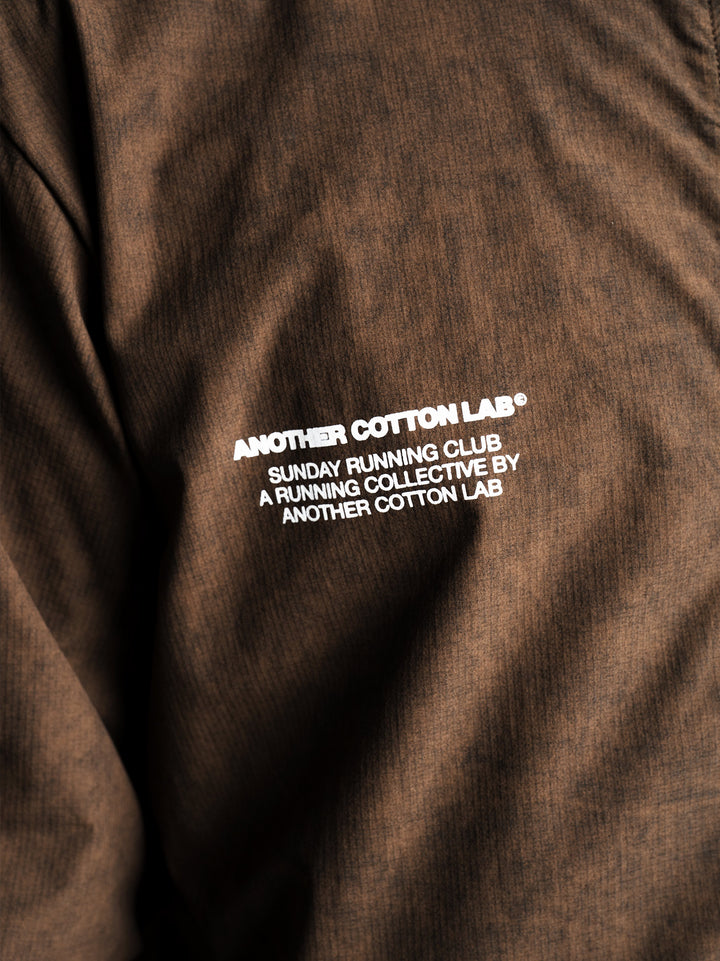 ANOTHER COTTON LAB©
SUNDAY RUNNING CLUB
A RUNNING COLLECTIVE BY
ANOTHER COTTON LAB